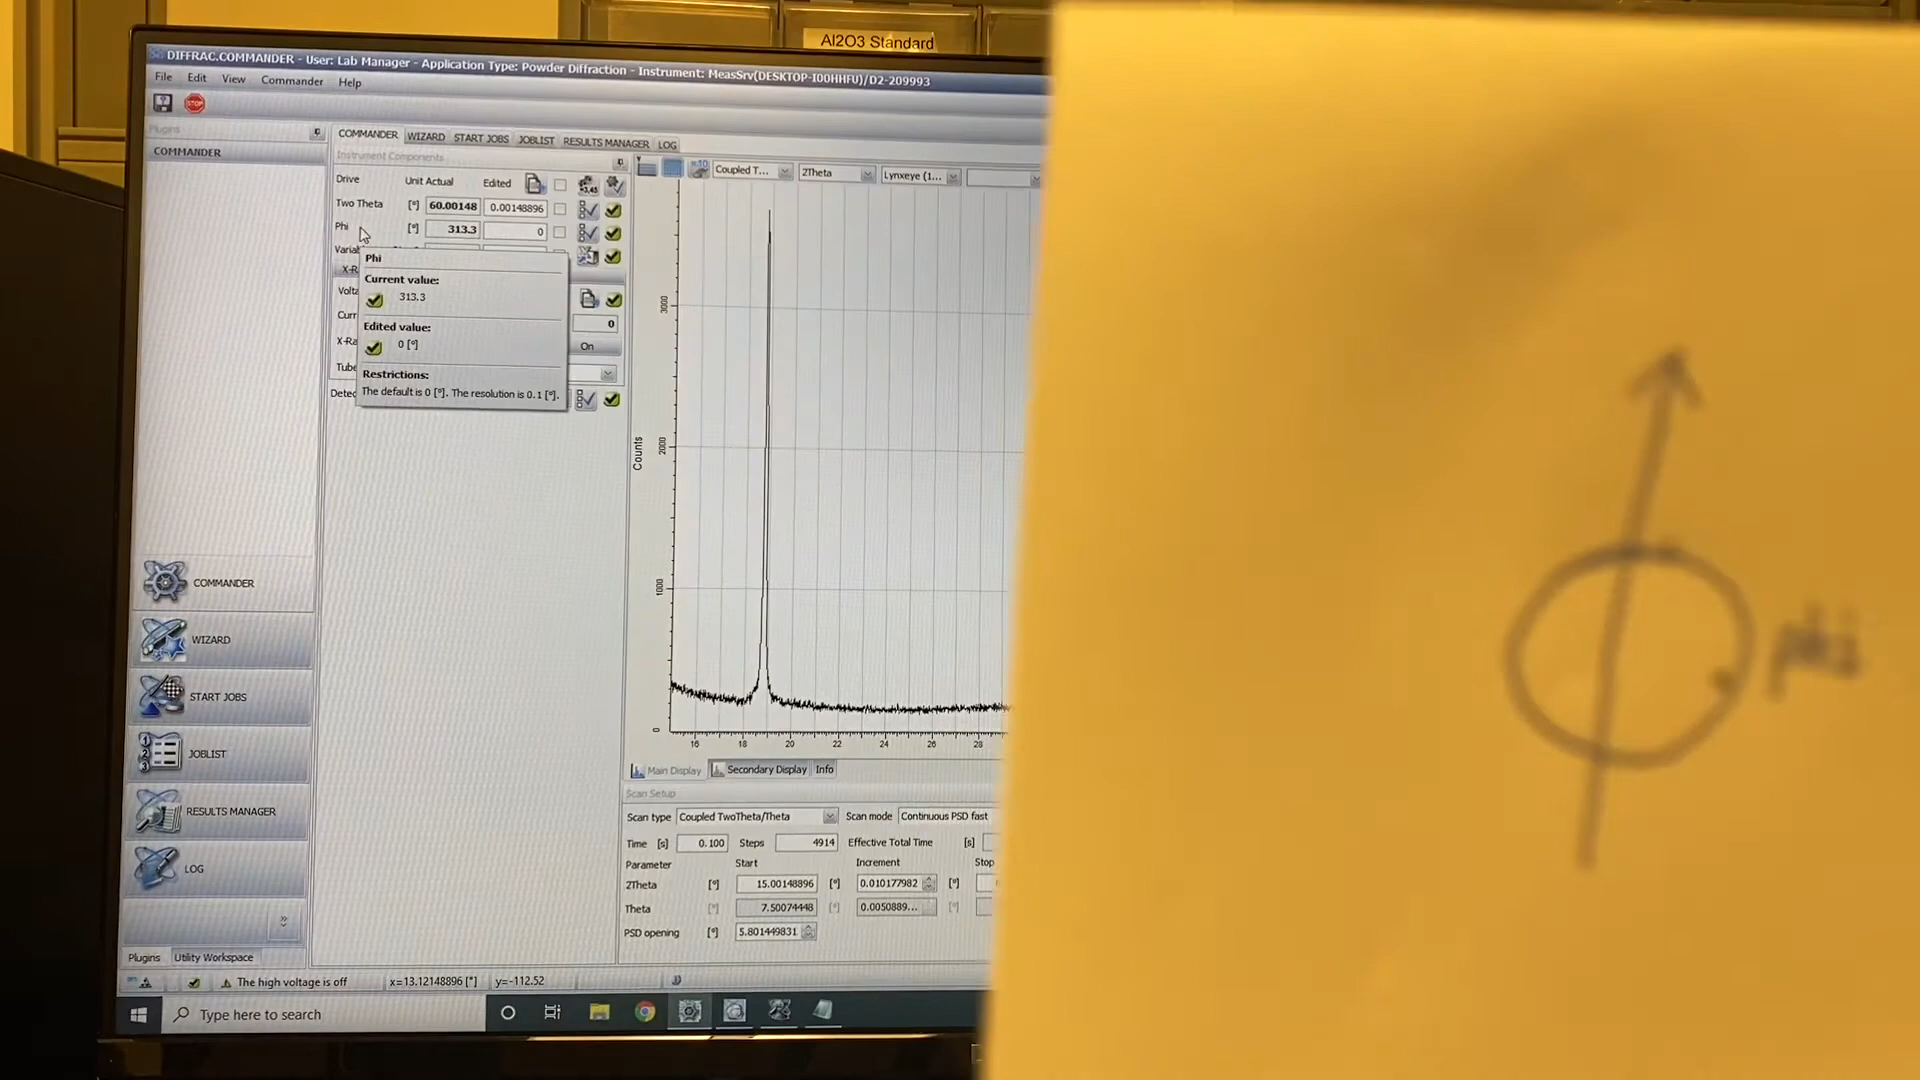 Al2O3 Standard
DIFFRAC.COMMANDER - User: Lab Manager - Application Type: Powder Diffraction - Instrument: MeasSrv(DESKTOP-I00HHFU)/D2-209993
File Edit View Commander Help
STOP
Plugins
COMMANDER
COMMANDER WIZARD START JOBS JOBLIST RESULTS MANAGER LOG
Instrument Components
Coupled T... 2Theta Lynxeye (1...
Drive Unit Actual Edited
Two Theta [°] 60.00148 0.00148896
Phi [°] 313.3 0
Phi
Current value:
313.3
Edited value:
0 [°]
Restrictions:
The default is 0 [°]. The resolution is 0.1 [°].
0
On
Counts
3000
2000
1000
0
16 18 20 22 24 26 28
Main Display Secondary Display Info
Scan Setup
Scan type Coupled TwoTheta/Theta Scan mode Continuous PSD fast
Time [s] 0.100 Steps 4914 Effective Total Time [s]
Parameter Start Increment Stop
2Theta [°] 15.00148896 [°] 0.010177982 [°]
Theta [°] 7.50074448 [°] 0.0050889... [°]
PSD opening [°] 5.801449831
COMMANDER
WIZARD
START JOBS
JOBLIST
RESULTS MANAGER
LOG
Plugins Utility Workspace
The high voltage is off x=13.12148896 [°] y=-112.52
Type here to search
phi